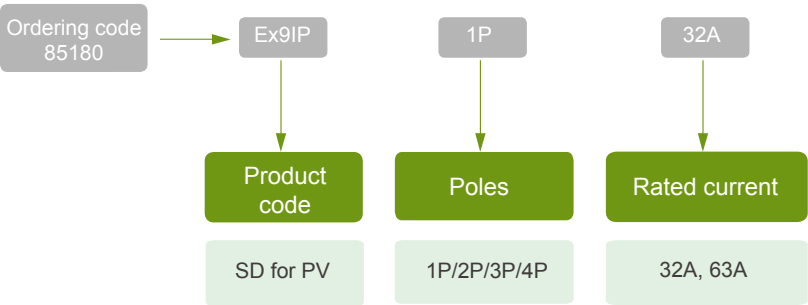 Ordering code
85180
Ex9IP
1P
32A
Product
code
Poles
Rated current
SD for PV
1P/2P/3P/4P
32A, 63A